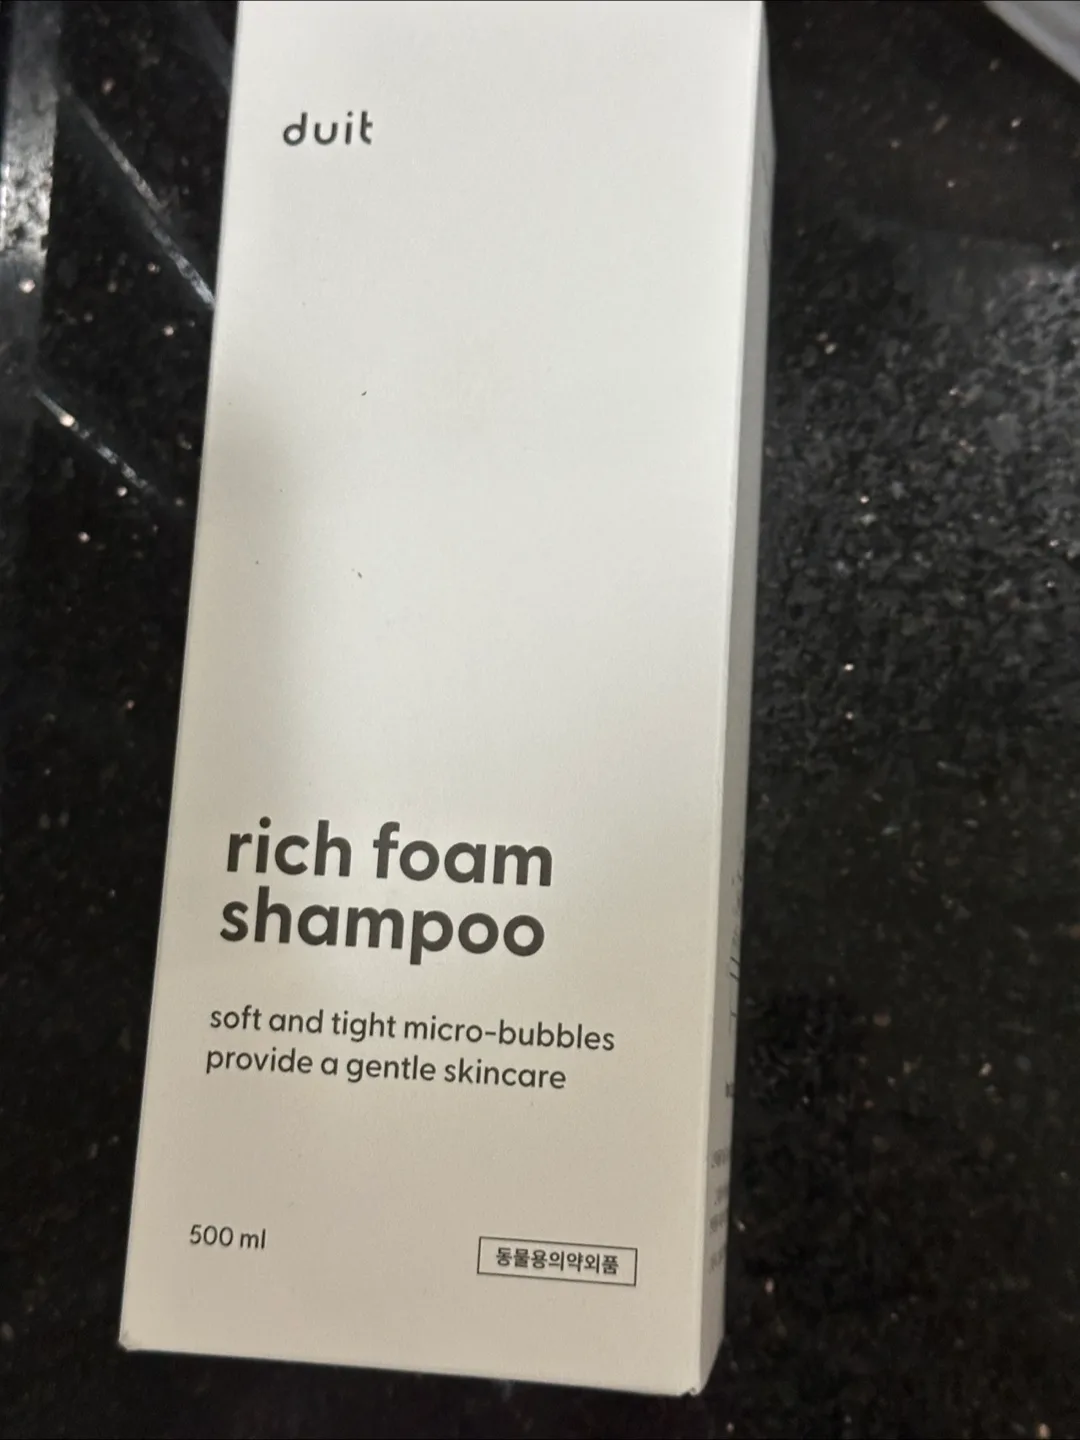 duit
rich foam
shampoo
soft and tight micro-bubbles
provide a gentle skincare
500 ml
동물용의약외품